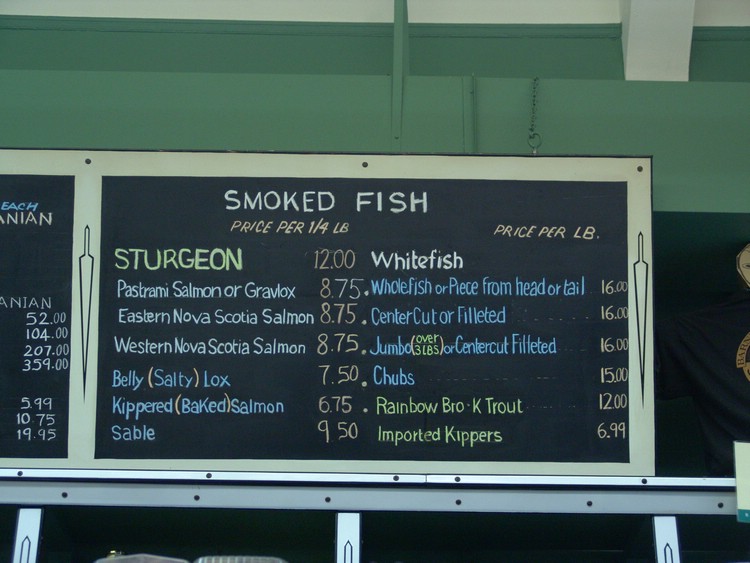 EACH
ANIAN
ANIAN
52.00
104.00
207.00
359.00
5.99
10.75
19.95
SMOKED FISH
PRICE PER 1/4 LB
STURGEON 12.00
Pastrami Salmon or Gravlox 8.75
Eastern Nova Scotia Salmon 8.75
Western Nova Scotia Salmon 8.75
Belly (Salty) Lox 7.50
Kippered (Baked) Salmon 6.75
Sable 9.50
PRICE PER LB.
Whitefish
Wholefish or Piece from head or tail 16.00
Center Cut or Filleted 16.00
Jumbo (over 3 LBS) or Centercut Filleted 16.00
Chubs 15.00
Rainbow Bro·K Trout 12.00
Imported Kippers 6.99